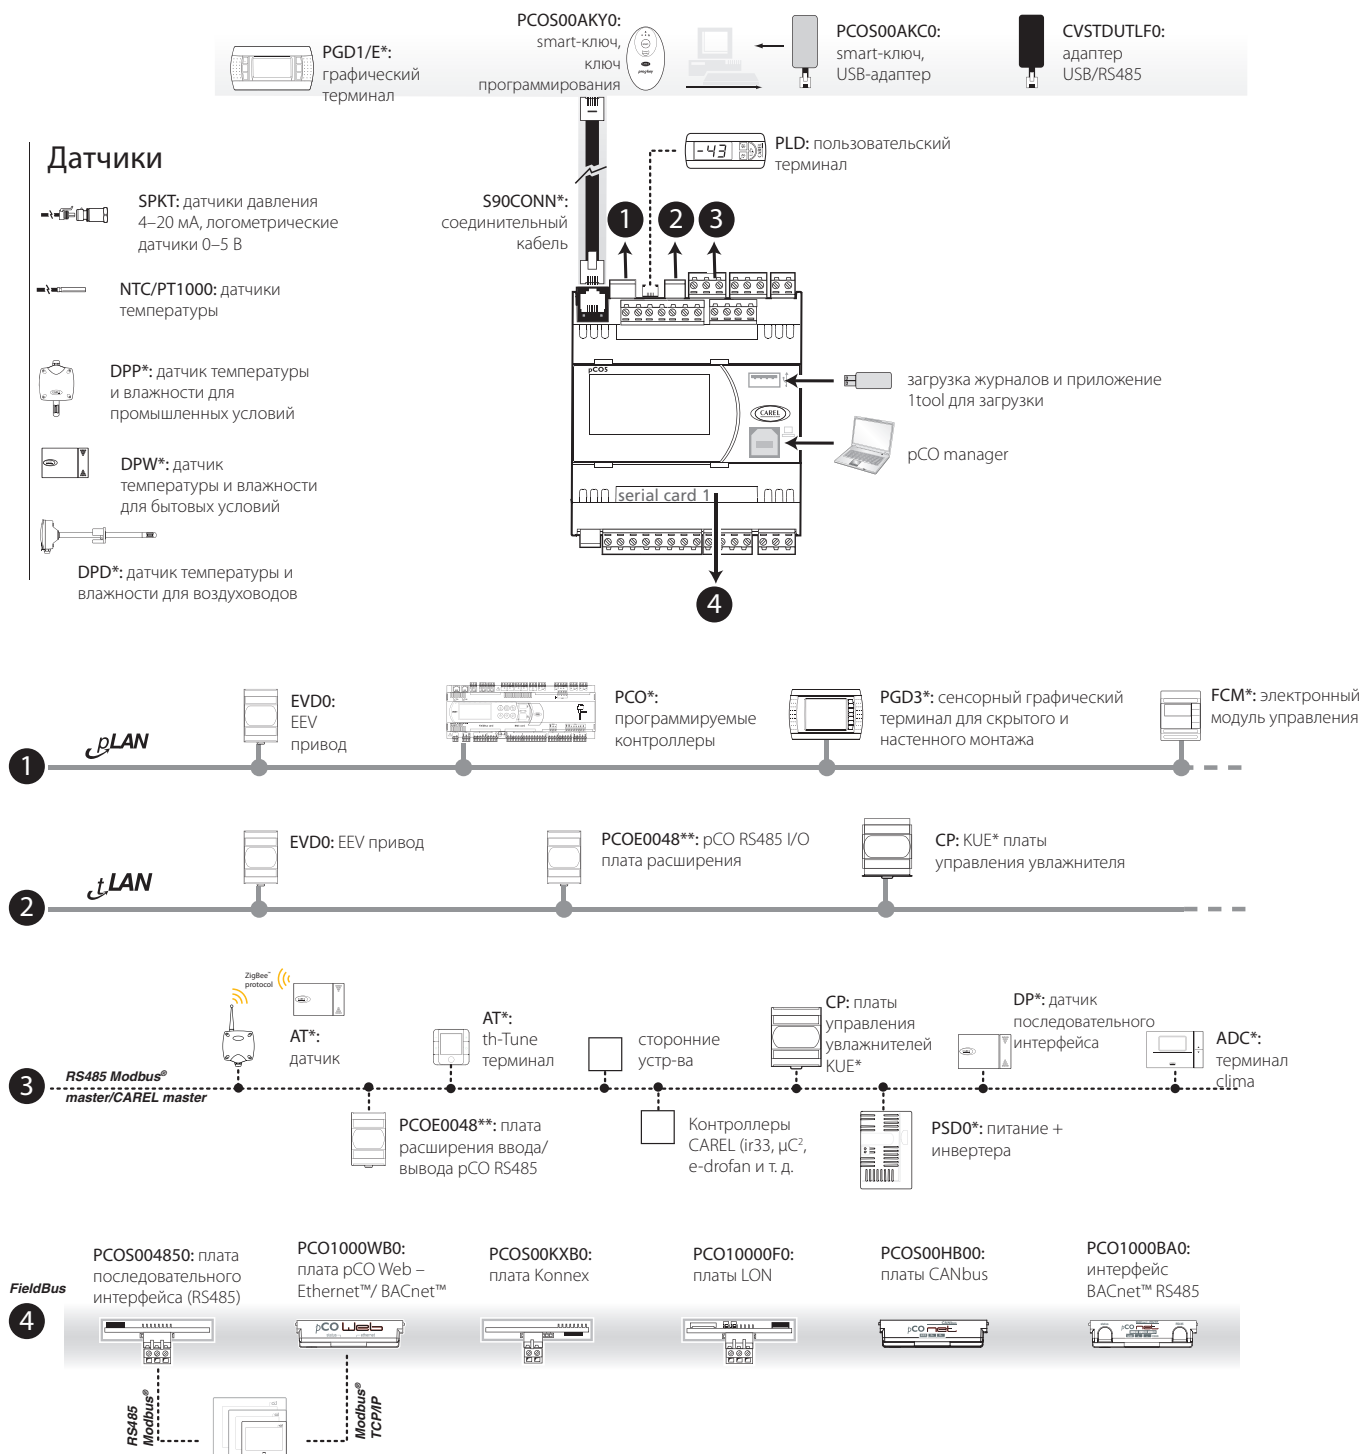 PGD1/E*:
графический
терминал
PCOS00AKY0:
smart-ключ,
ключ
программирования
PCOS00AKC0:
smart-ключ,
USB-адаптер
CVSTDUTLF0:
адаптер
USB/RS485
Датчики
SPKT: датчики давления
4–20 мА, логометрические
датчики 0–5 В
NTC/PT1000: датчики
температуры
DPP*: датчик температуры
и влажности для
промышленных условий
DPW*: датчик
температуры и влажности
для бытовых условий
DPD*: датчик температуры и
влажности для воздуховодов
S90CONN*:
соединительный
кабель
-43
PLD: пользовательский
терминал
1
2
3
pCO5
CAREL
загрузка журналов и приложение
1tool для загрузки
pCO manager
serial card 1
4
1
pLAN
EVD0:
EEV
привод
PCO*:
программируемые
контроллеры
PGD3*: сенсорный графический
терминал для скрытого и
настенного монтажа
FCM*: электронный
модуль управления
2
tLAN
EVD0: EEV привод
PCOE0048**: pCO RS485 I/O
плата расширения
CP: KUE* платы
управления увлажнителя
3
RS485 Modbus®
master/CAREL master
ZigBee™
protocol
AT*:
датчик
PCOE0048**: плата
расширения ввода/
вывода pCO RS485
AT*:
th-Tune
терминал
сторонние
устр-ва
Контроллеры
CAREL (ir33, µC²,
e-drofan и т. д.
CP: платы
управления
увлажнителей
KUE*
PSD0*: питание +
инвертера
DP*: датчик
последовательного
интерфейса
ADC*:
терминал
clima
FieldBus
4
PCOS004850: плата
последовательного
интерфейса (RS485)
PCO1000WB0:
плата pCO Web –
Ethernet™/ BACnet™
PCOS00KXB0:
плата Konnex
PCO10000F0:
платы LON
PCOS00HB00:
платы CANbus
PCO1000BA0:
интерфейс
BACnet™ RS485
pCO Web
pCO net
pCO net
RS485
Modbus®
Modbus®
TCP/IP